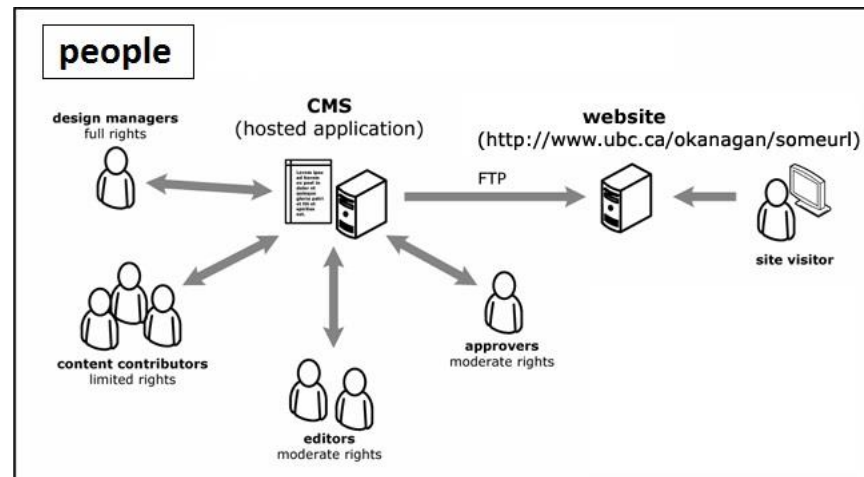 people
design managers
full rights
CMS
(hosted application)
website
(http://www.ubc.ca/okanagan/someurl)
FTP
site visitor
content contributors
limited rights
approvers
moderate rights
editors
moderate rights